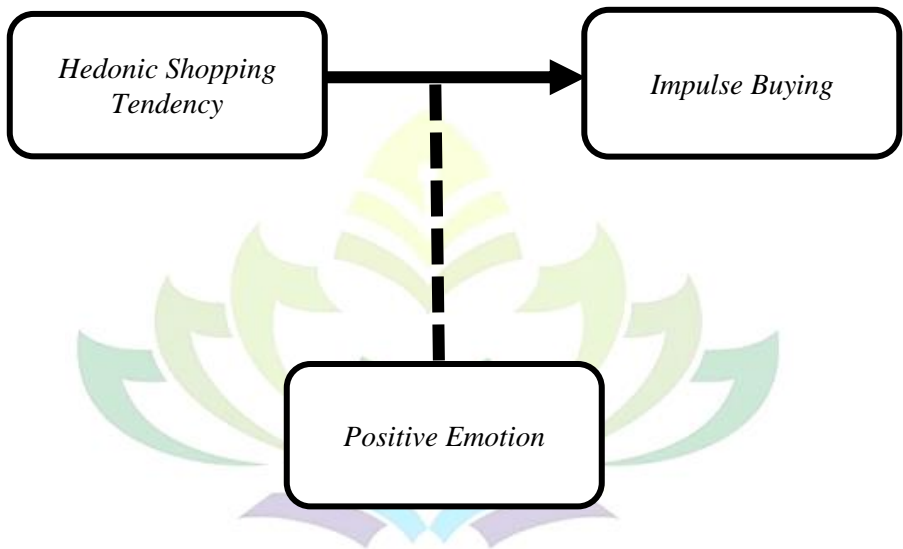 Hedonic Shopping
Tendency
Impulse Buying
Positive Emotion